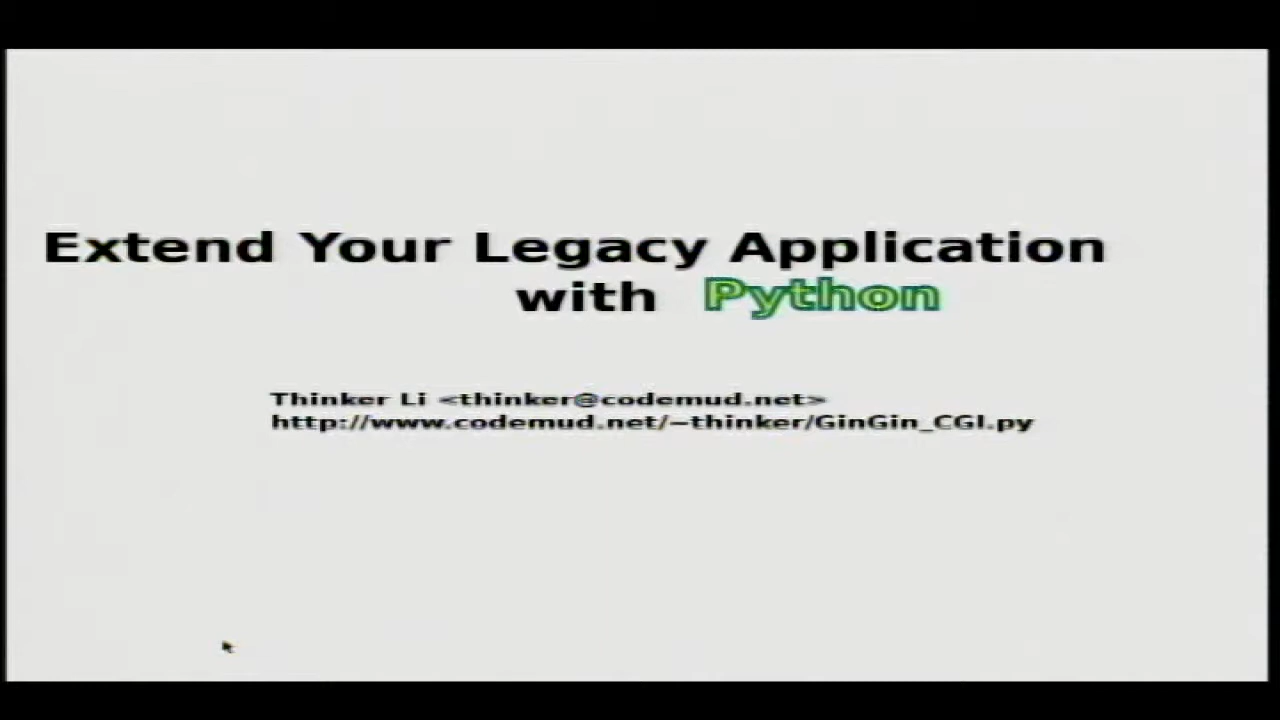 Extend Your Legacy Application
with Python
Thinker Li <thinker@codemud.net>
http://www.codemud.net/~thinker/GinGin_CGI.py